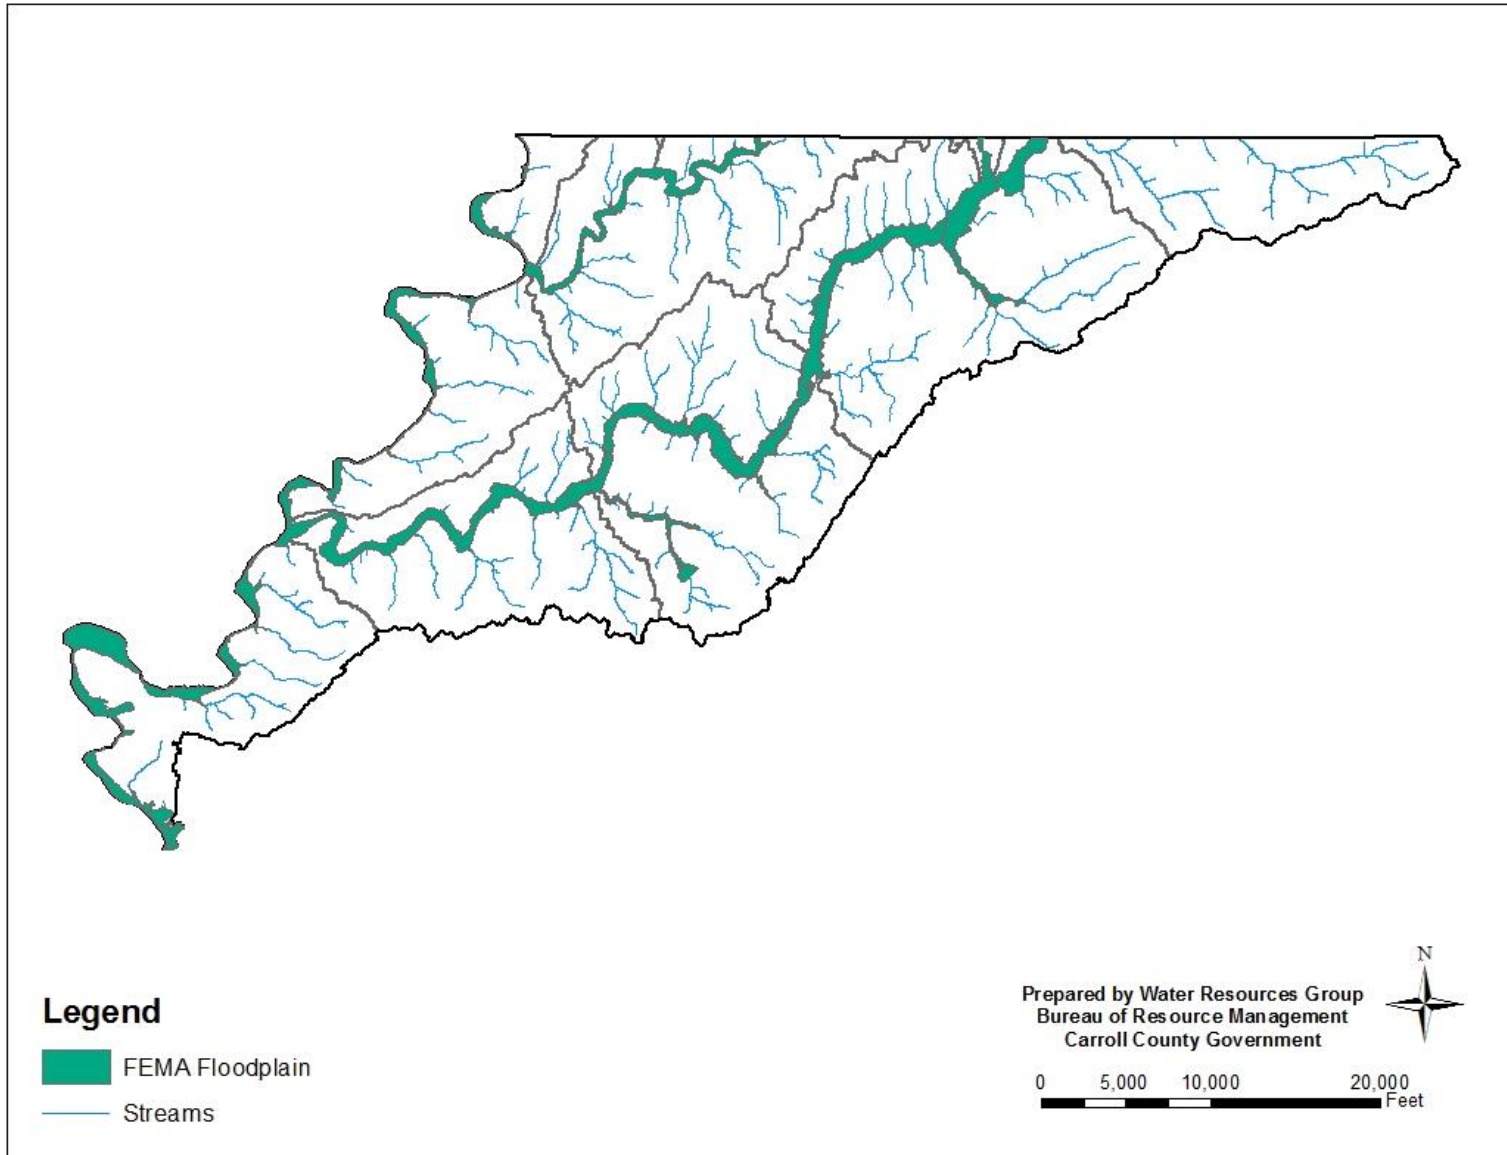 Legend
FEMA Floodplain
Streams
N
Prepared by Water Resources Group
Bureau of Resource Management
Carroll County Government
0 5,000 10,000 20,000
Feet